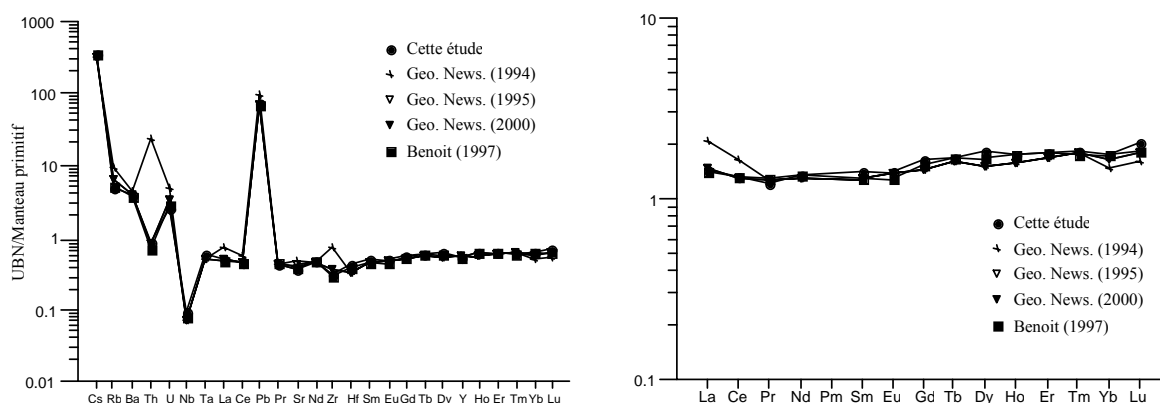 1000
100
10
1
0.1
0.01
UBN/Manteau primitif
Cette étude
Geo. News. (1994)
Geo. News. (1995)
Geo. News. (2000)
Benoit (1997)
Cs Rb Ba Th U Nb Ta La Ce Pb Pr Sr Nd Zr Hf Sm Eu Gd Tb Dy Y Ho Er Tm Yb Lu
10
1
0.1
Cette étude
Geo. News. (1994)
Geo. News. (1995)
Geo. News. (2000)
Benoit (1997)
La Ce Pr Nd Pm Sm Eu Gd Tb Dy Ho Er Tm Yb Lu